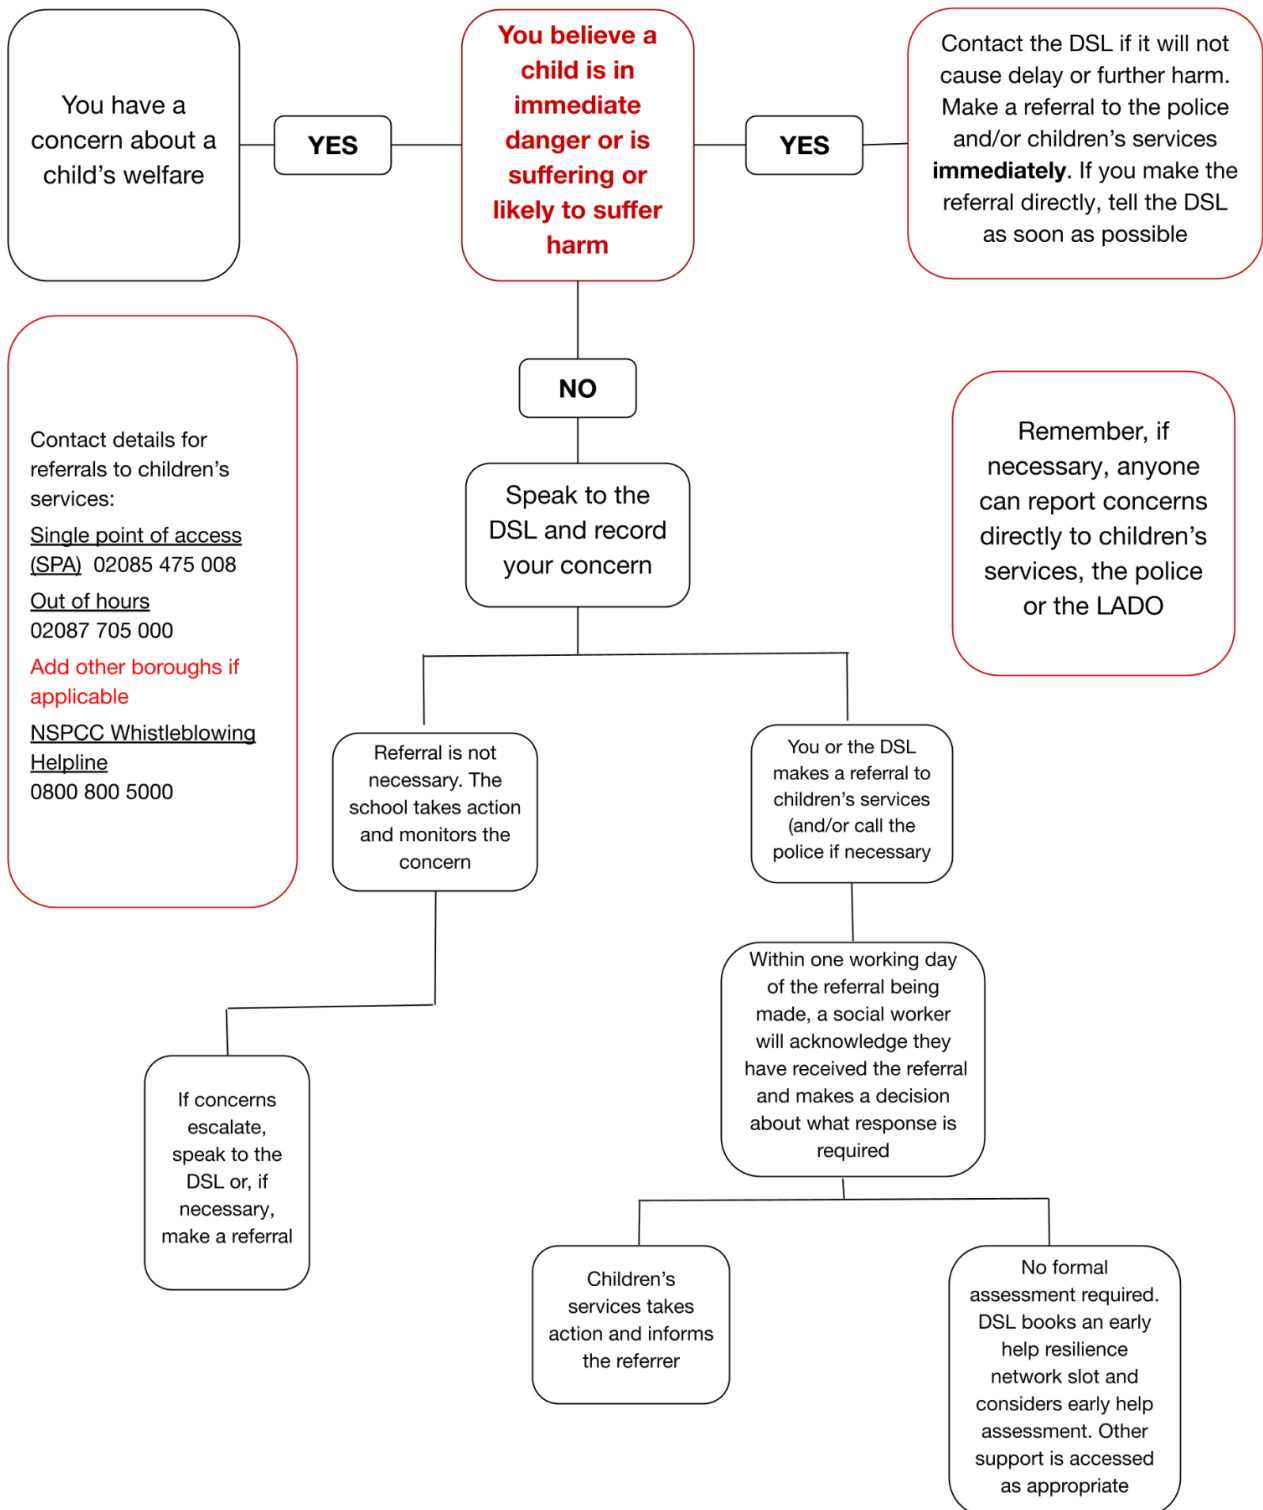 You have a
concern about a
child’s welfare
YES
You believe a
child is in
immediate
danger or is
suffering or
likely to suffer
harm
YES
Contact the DSL if it will not
cause delay or further harm.
Make a referral to the police
and/or children’s services
immediately. If you make the
referral directly, tell the DSL
as soon as possible
NO
Contact details for
referrals to children’s
services:
Single point of access
(SPA) 02085 475 008
Out of hours
02087 705 000
Add other boroughs if
applicable
NSPCC Whistleblowing
Helpline
0800 800 5000
Speak to the
DSL and record
your concern
Remember, if
necessary, anyone
can report concerns
directly to children’s
services, the police
or the LADO
Referral is not
necessary. The
school takes action
and monitors the
concern
You or the DSL
makes a referral to
children’s services
(and/or call the
police if necessary
If concerns
escalate,
speak to the
DSL or, if
necessary,
make a referral
Within one working day
of the referral being
made, a social worker
will acknowledge they
have received the referral
and makes a decision
about what response is
required
Children’s
services takes
action and informs
the referrer
No formal
assessment required.
DSL books an early
help resilience
network slot and
considers early help
assessment. Other
support is accessed
as appropriate